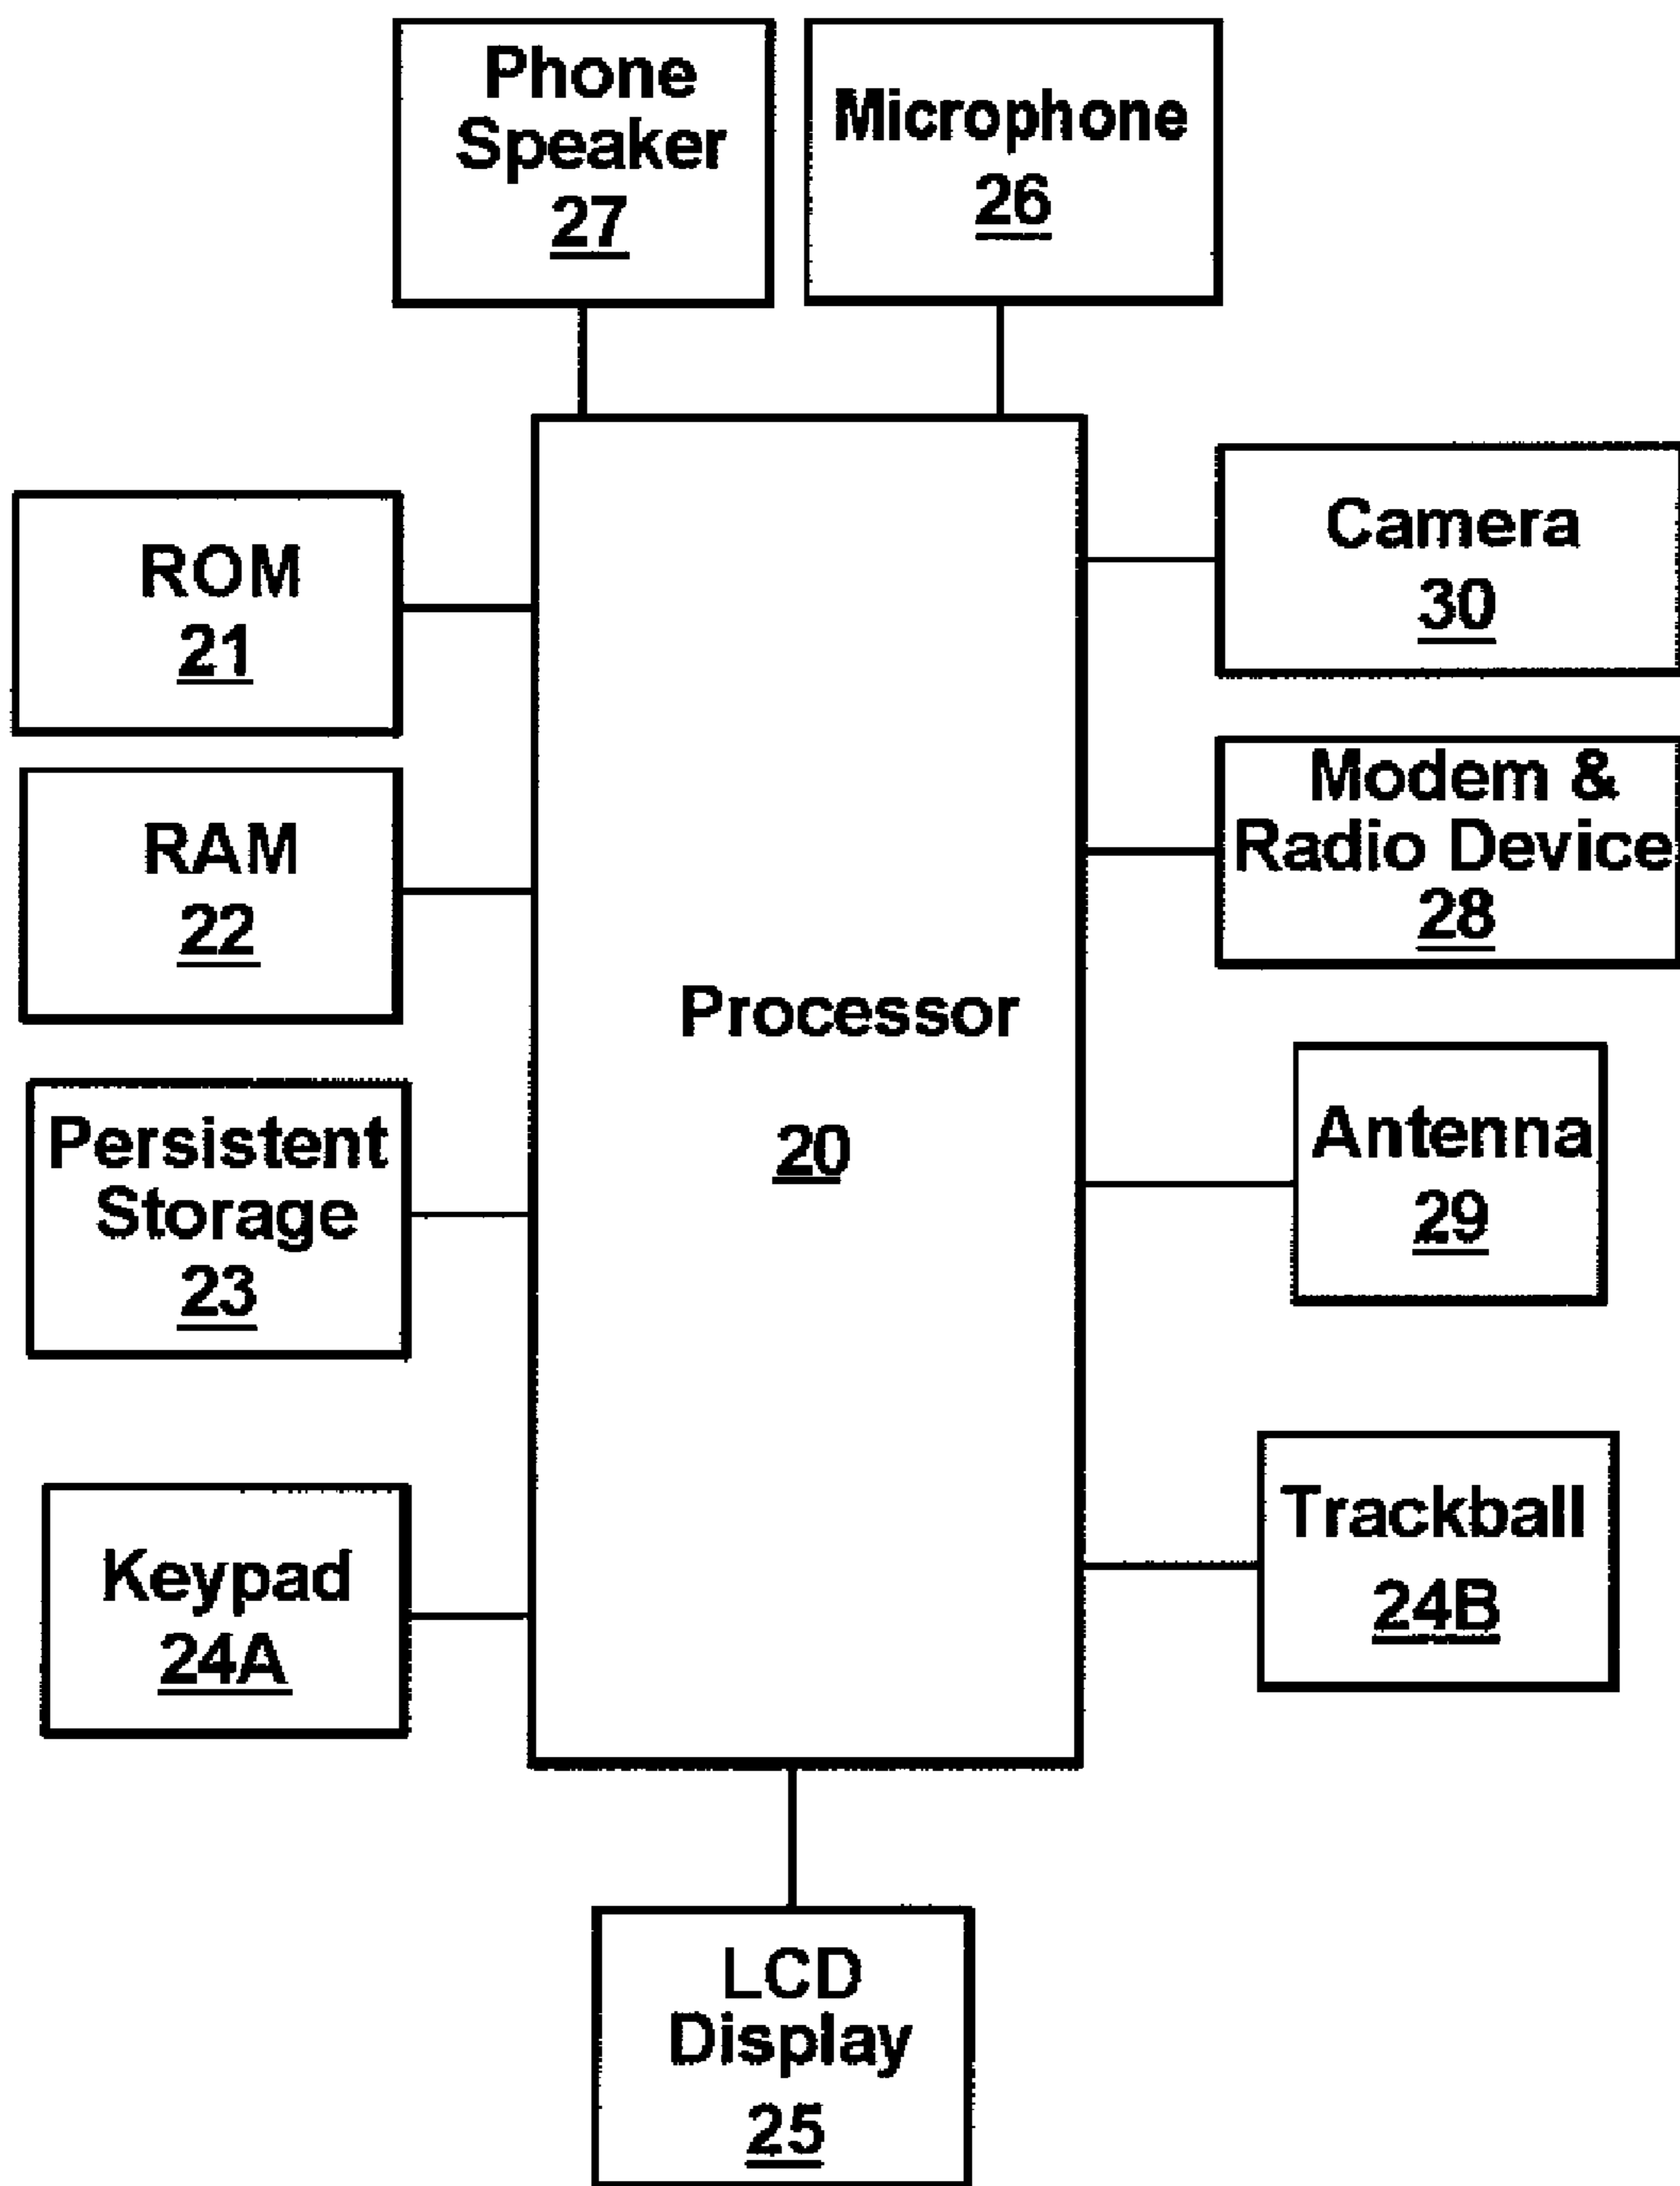 Phone
Speaker
27
Microphone
26
ROM
21
RAM
22
Persistent
Storage
23
Keypad
24A
Processor
20
Camera
30
Modem &
Radio Device
28
Antenna
29
Trackball
24B
LCD
Display
25